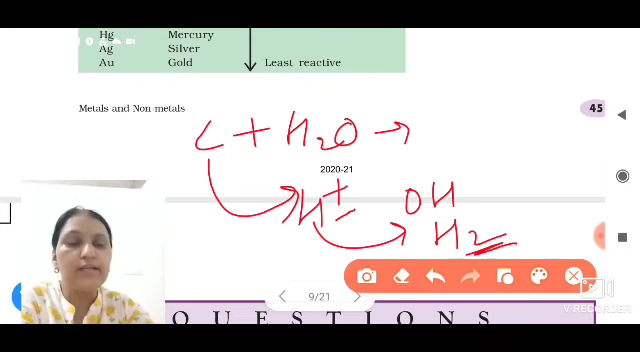 Hg Mercury
Ag Silver
Au Gold Least reactive
Metals and Non-metals 45
C + H2O →
2020-21
H+ OH
H2
9/21
V RECORDER
QUESTIONS